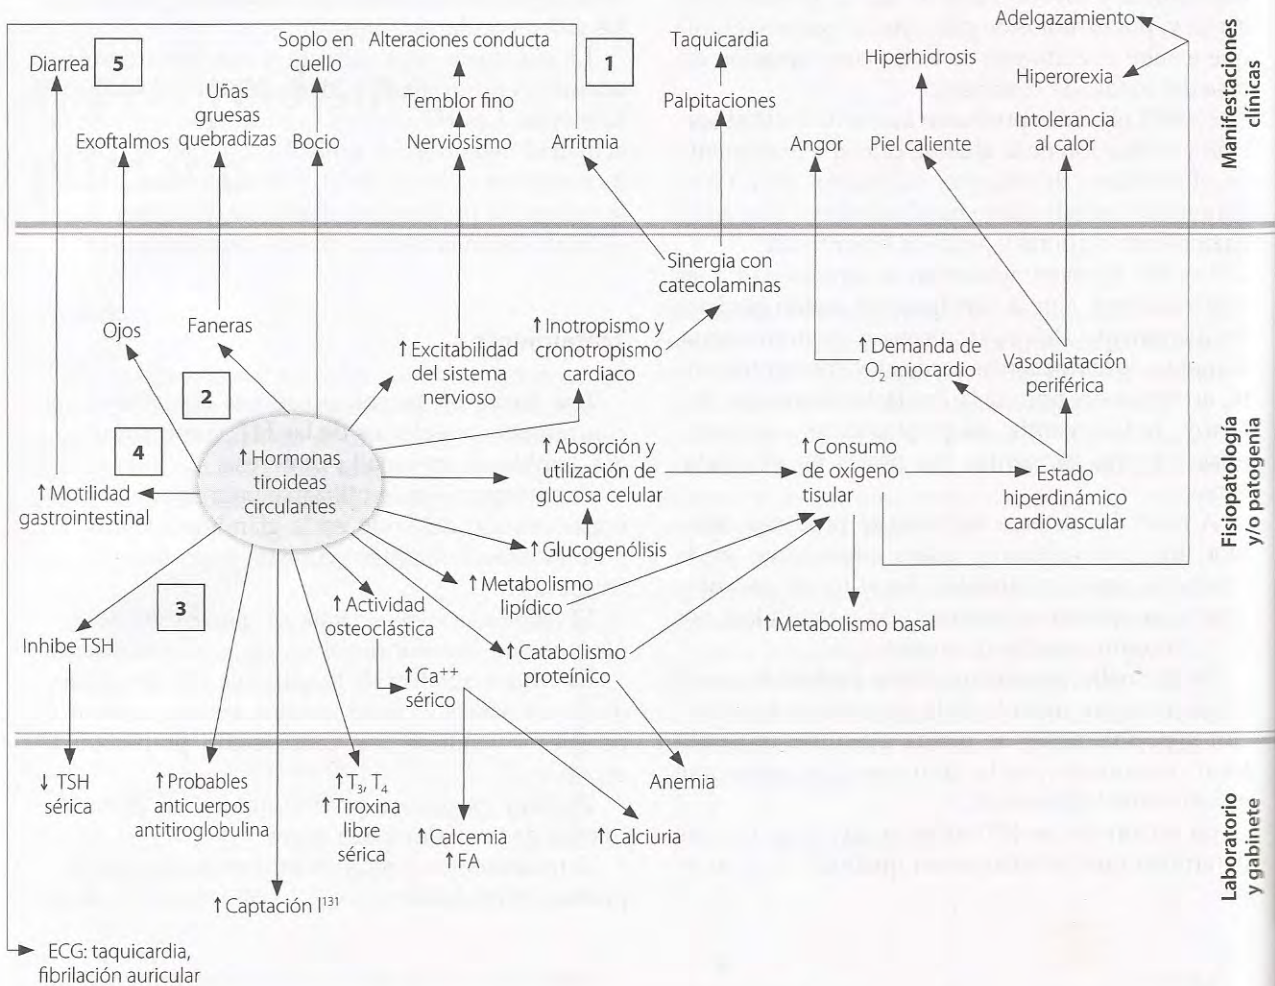 Adelgazamiento
Hiperorexia
Intolerancia
al calor
Diarrea
5
Soplo en
cuello
Alteraciones conducta
1
Taquicardia
Hiperhidrosis
Uñas
gruesas
quebradizas
Temblor fino
Palpitaciones
Exoftalmos
Bocio
Nerviosismo
Arritmia
Angor
Piel caliente
Manifestaciones
clínicas
Sinergia con
catecolaminas
Ojos
Faneras
↑ Excitabilidad
del sistema
nervioso
↑ Inotropismo y
cronotropismo
cardiaco
↑ Demanda de
O₂ miocardio
Vasodilatación
periférica
2
4
↑ Hormonas
tiroideas
circulantes
↑ Absorción y
utilización de
glucosa celular
↑ Consumo
de oxígeno
tisular
Estado
hiperdinámico
cardiovascular
↑ Motilidad
gastrointestinal
↑ Glucogenólisis
↑ Metabolismo
lipídico
3
↑ Actividad
osteoclástica
↑ Metabolismo basal
Inhibe TSH
↑ Catabolismo
proteínico
↑ Ca⁺⁺
sérico
Fisiopatología
y/o patogenia
↓ TSH
sérica
↑ Probables
anticuerpos
antitiroglobulina
↑ T₃, T₄
↑ Tiroxina
libre
sérica
↑ Calcemia
↑ FA
↑ Calciuria
Anemia
↑ Captación I¹³¹
ECG: taquicardia,
fibrilación auricular
Laboratorio
y gabinete